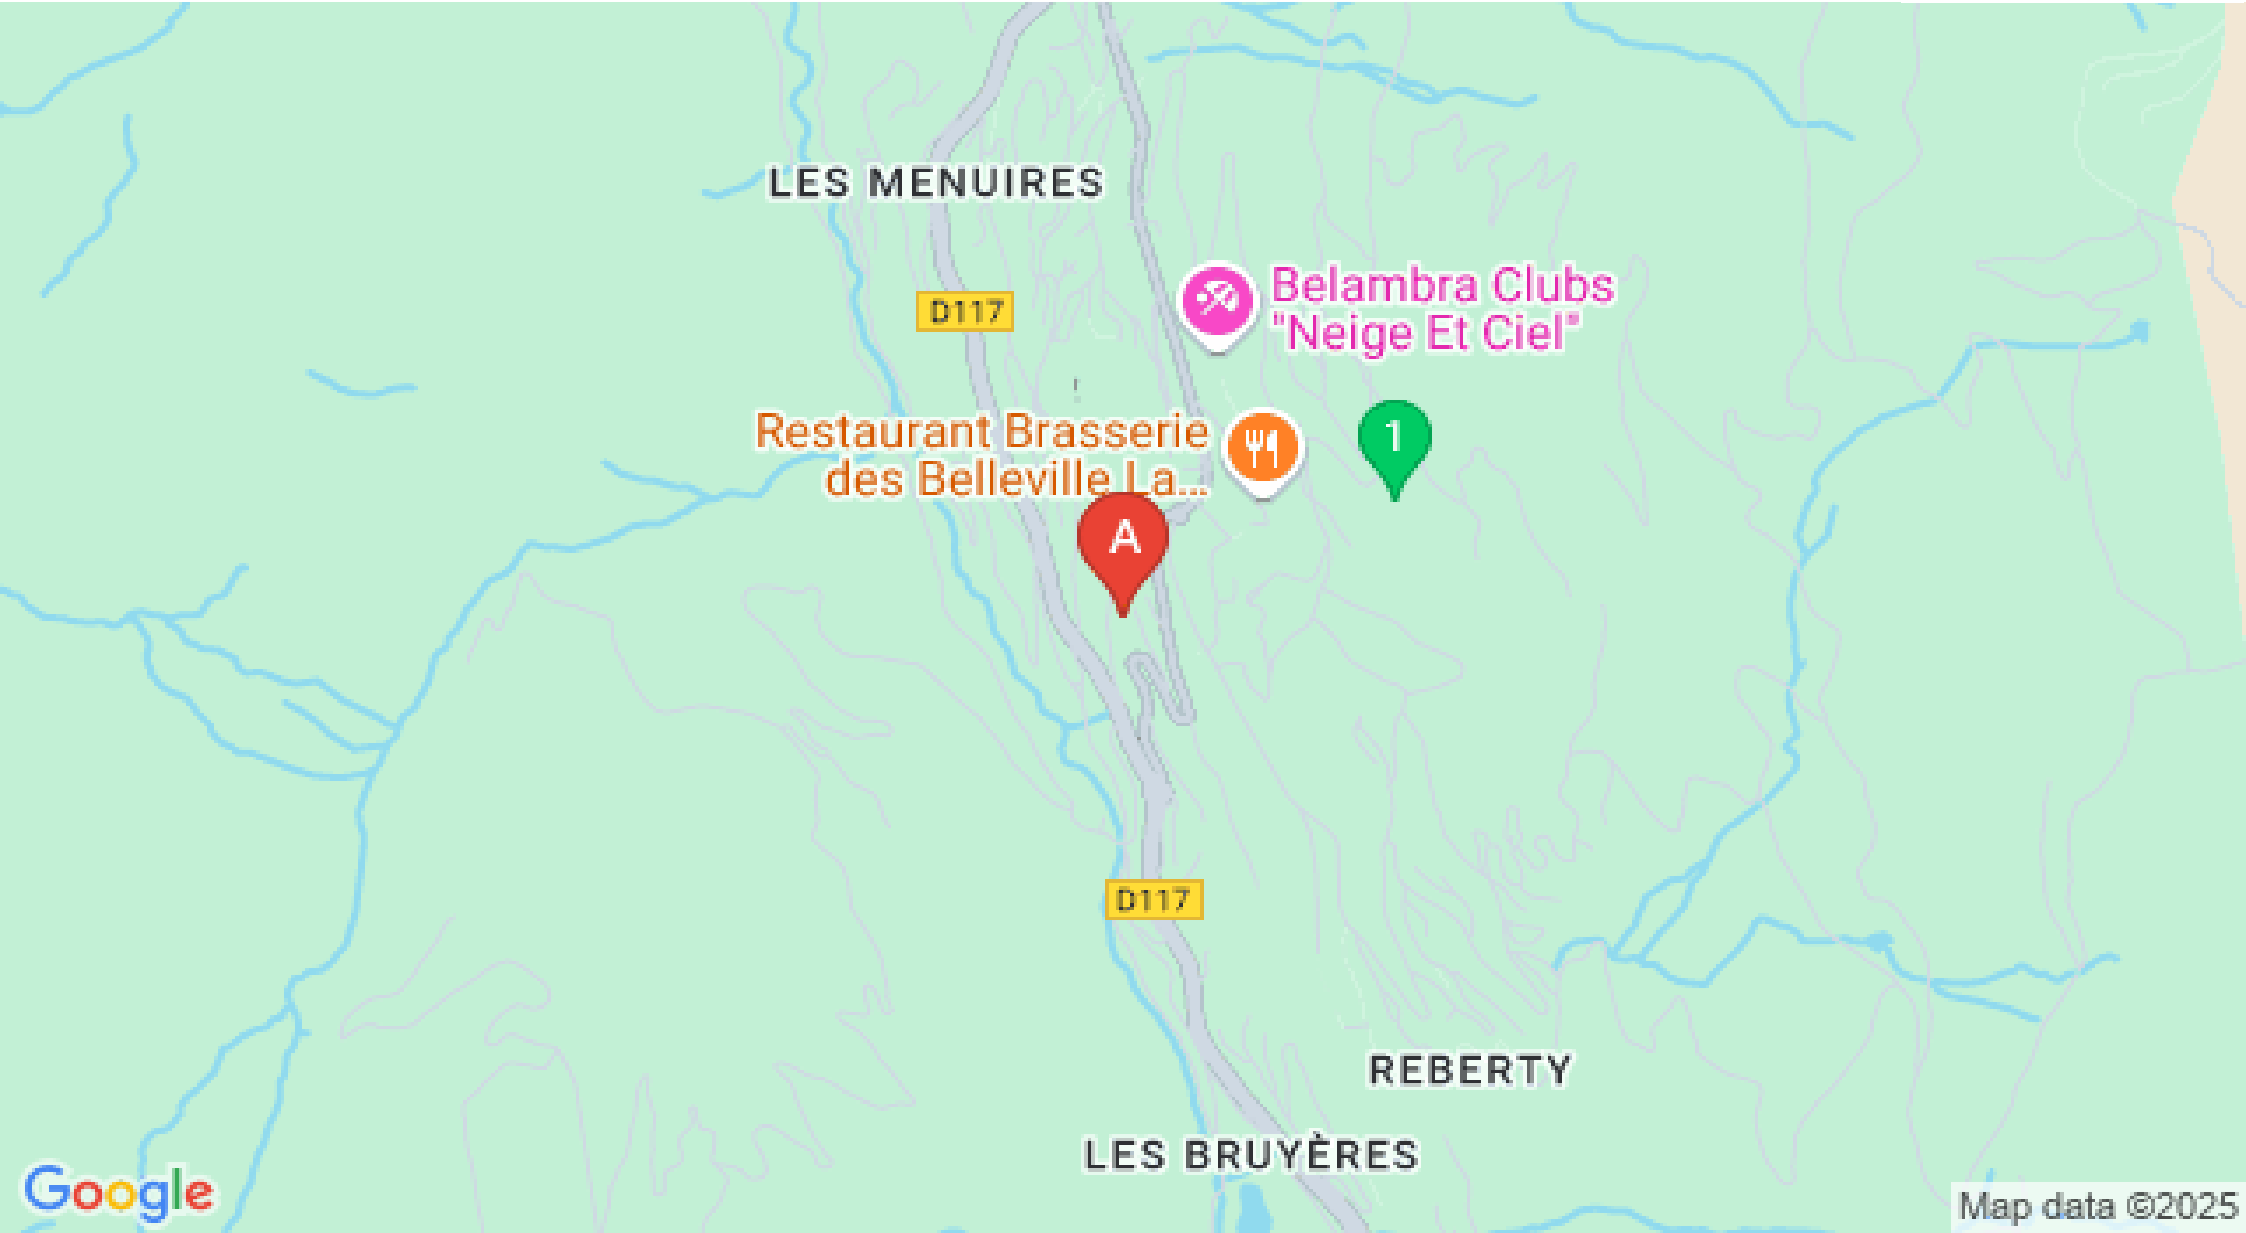 LES MENUIRES
Belambra Clubs
"Neige Et Ciel"
D117
Restaurant Brasserie
des Belleville La...
1
A
D117
REBERTY
LES BRUYÈRES
Google
Map data ©2025